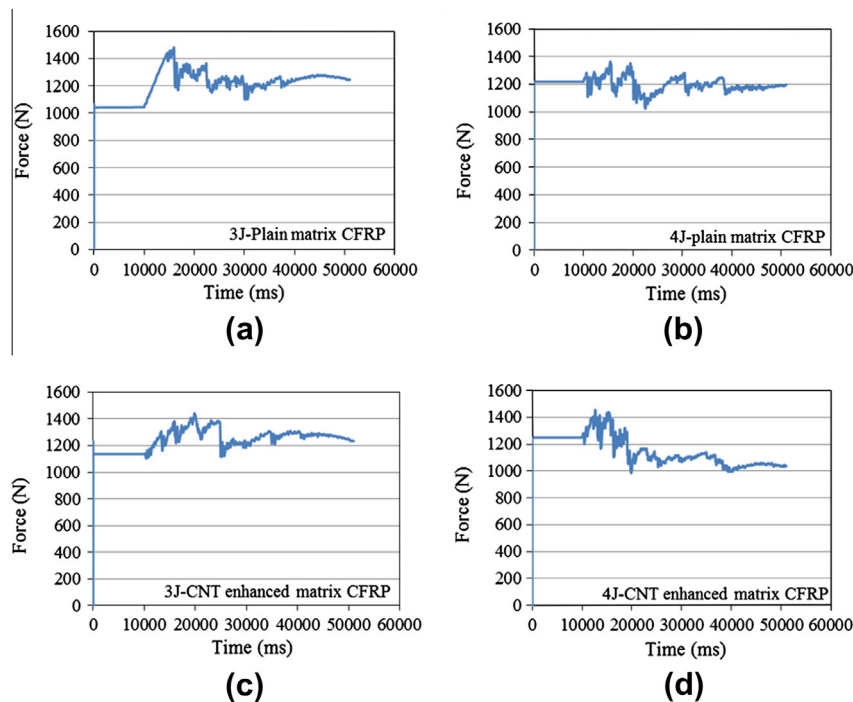 1600
1400
1200
1000
800
600
400
200
0
Force (N)
3J-Plain matrix CFRP
0 10000 20000 30000 40000 50000 60000
Time (ms)
(a)
1600
1400
1200
1000
800
600
400
200
0
Force (N)
4J-plain matrix CFRP
0 10000 20000 30000 40000 50000 60000
Time (ms)
(b)
1600
1400
1200
1000
800
600
400
200
0
Force (N)
3J-CNT enhanced matrix CFRP
0 10000 20000 30000 40000 50000 60000
Time (ms)
(c)
1600
1400
1200
1000
800
600
400
200
0
Force (N)
4J-CNT enhanced matrix CFRP
0 10000 20000 30000 40000 50000 60000
Time (ms)
(d)